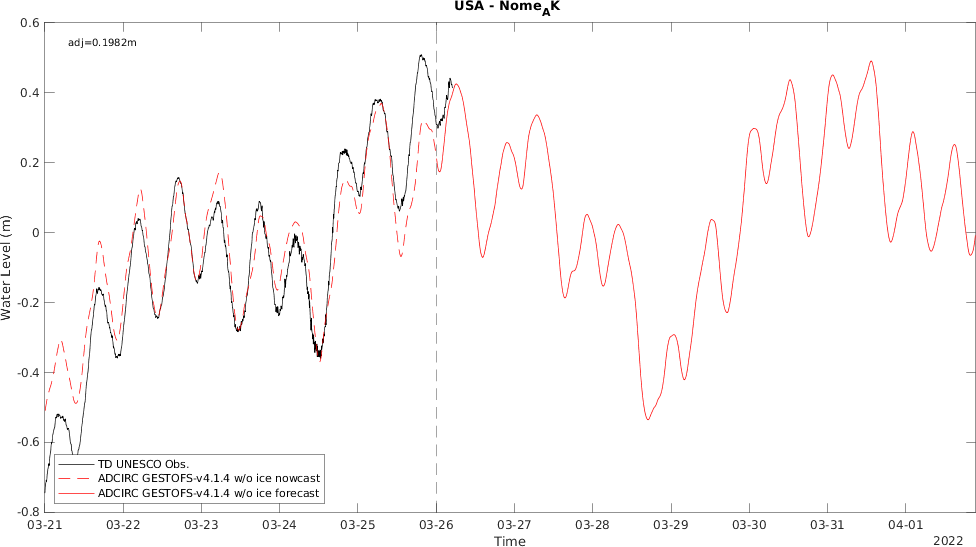 USA - Nome_AK
adj=0.1982m
0.6
0.4
0.2
0
-0.2
-0.4
-0.6
-0.8
Water Level (m)
TD UNESCO Obs.
ADCIRC GESTOFS-v4.1.4 w/o ice nowcast
ADCIRC GESTOFS-v4.1.4 w/o ice forecast
03-21 03-22 03-23 03-24 03-25 03-26 03-27 03-28 03-29 03-30 03-31 04-01
Time
2022